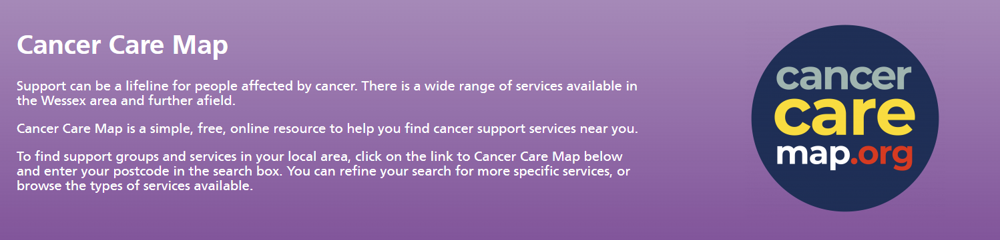 Cancer Care Map
Support can be a lifeline for people affected by cancer. There is a wide range of services available in
the Wessex area and further afield.
Cancer Care Map is a simple, free, online resource to help you find cancer support services near you.
To find support groups and services in your local area, click on the link to Cancer Care Map below
and enter your postcode in the search box. You can refine your search for more specific services, or
browse the types of services available.
cancer
care
map.org